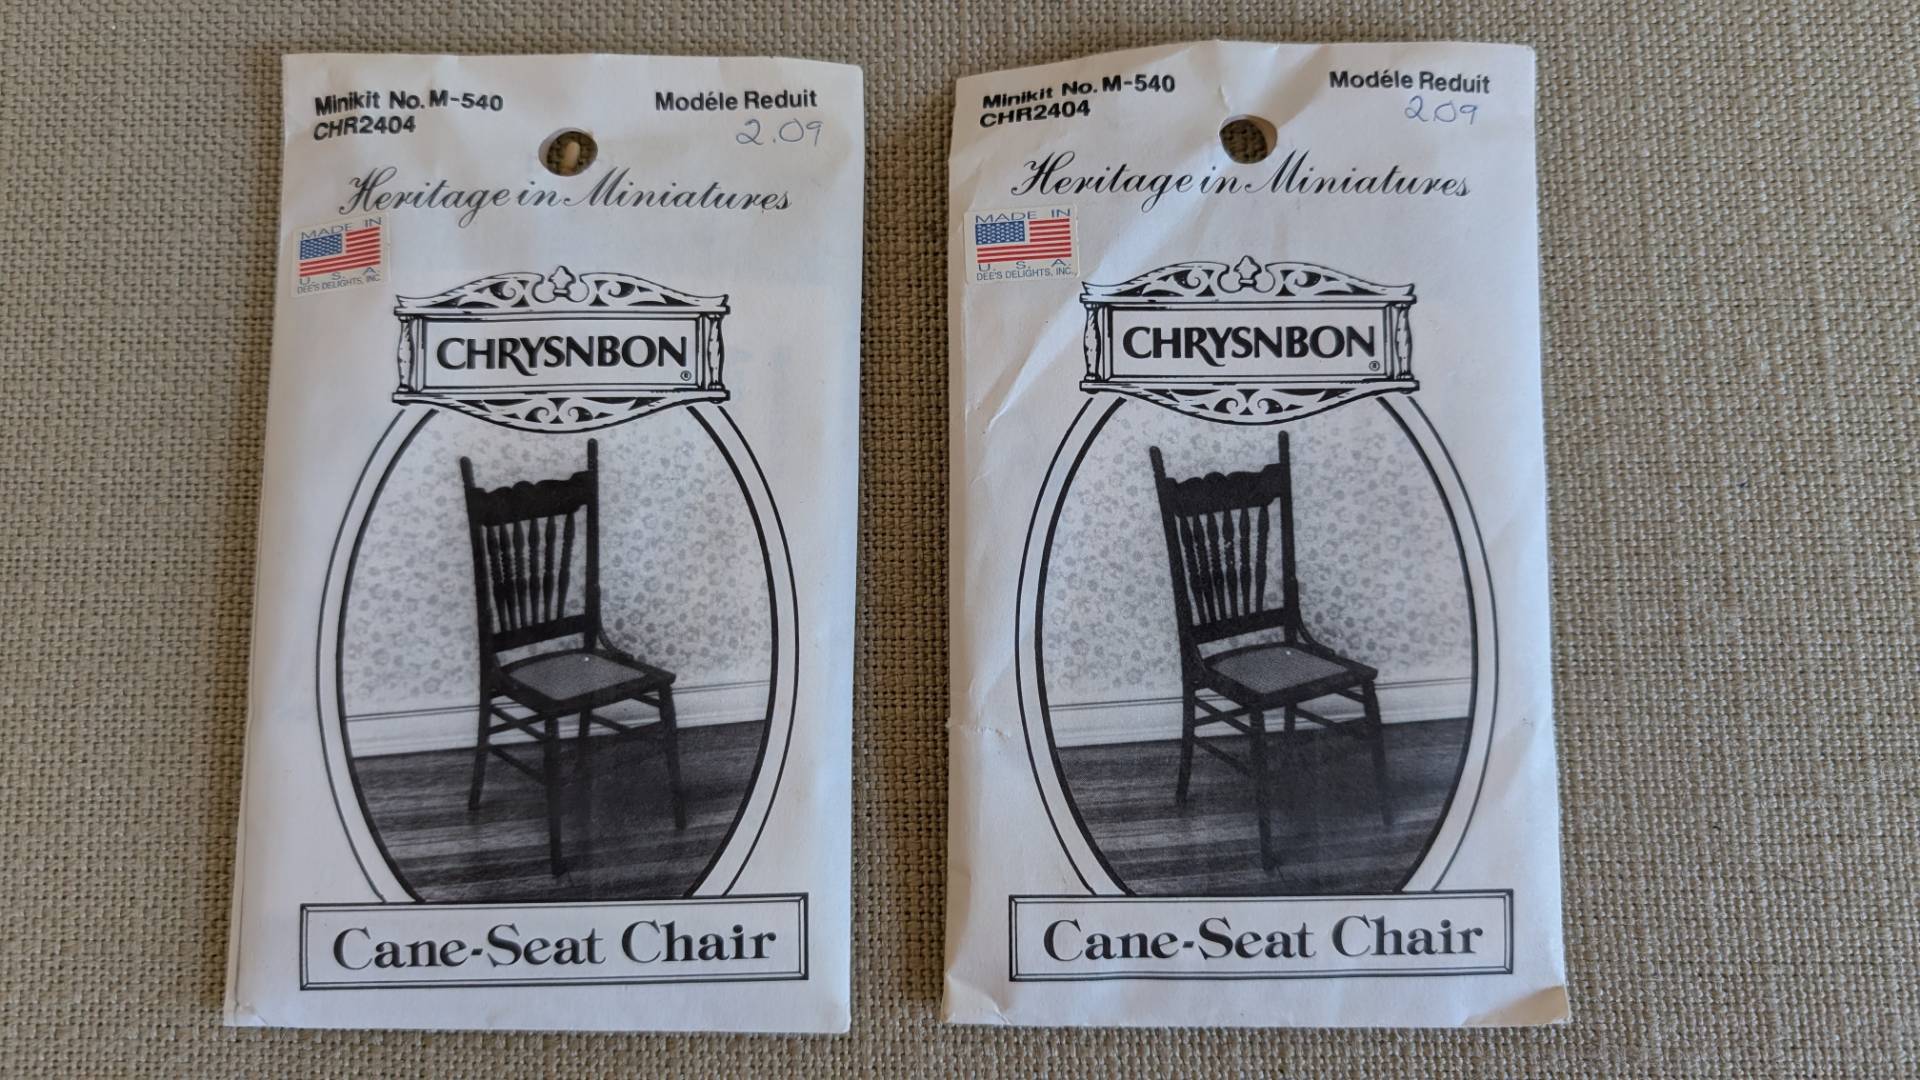 Minikit No. M-540
CHR2404
Modéle Reduit
2.09
Heritage in Miniatures
MADE IN
U. S. A.
DEE'S DELIGHTS, INC.
CHRYSNBON
®
Cane-Seat Chair
Minikit No. M-540
CHR2404
Modéle Reduit
2.09
Heritage in Miniatures
MADE IN
U. S. A.
DEE'S DELIGHTS, INC.
CHRYSNBON
®
Cane-Seat Chair